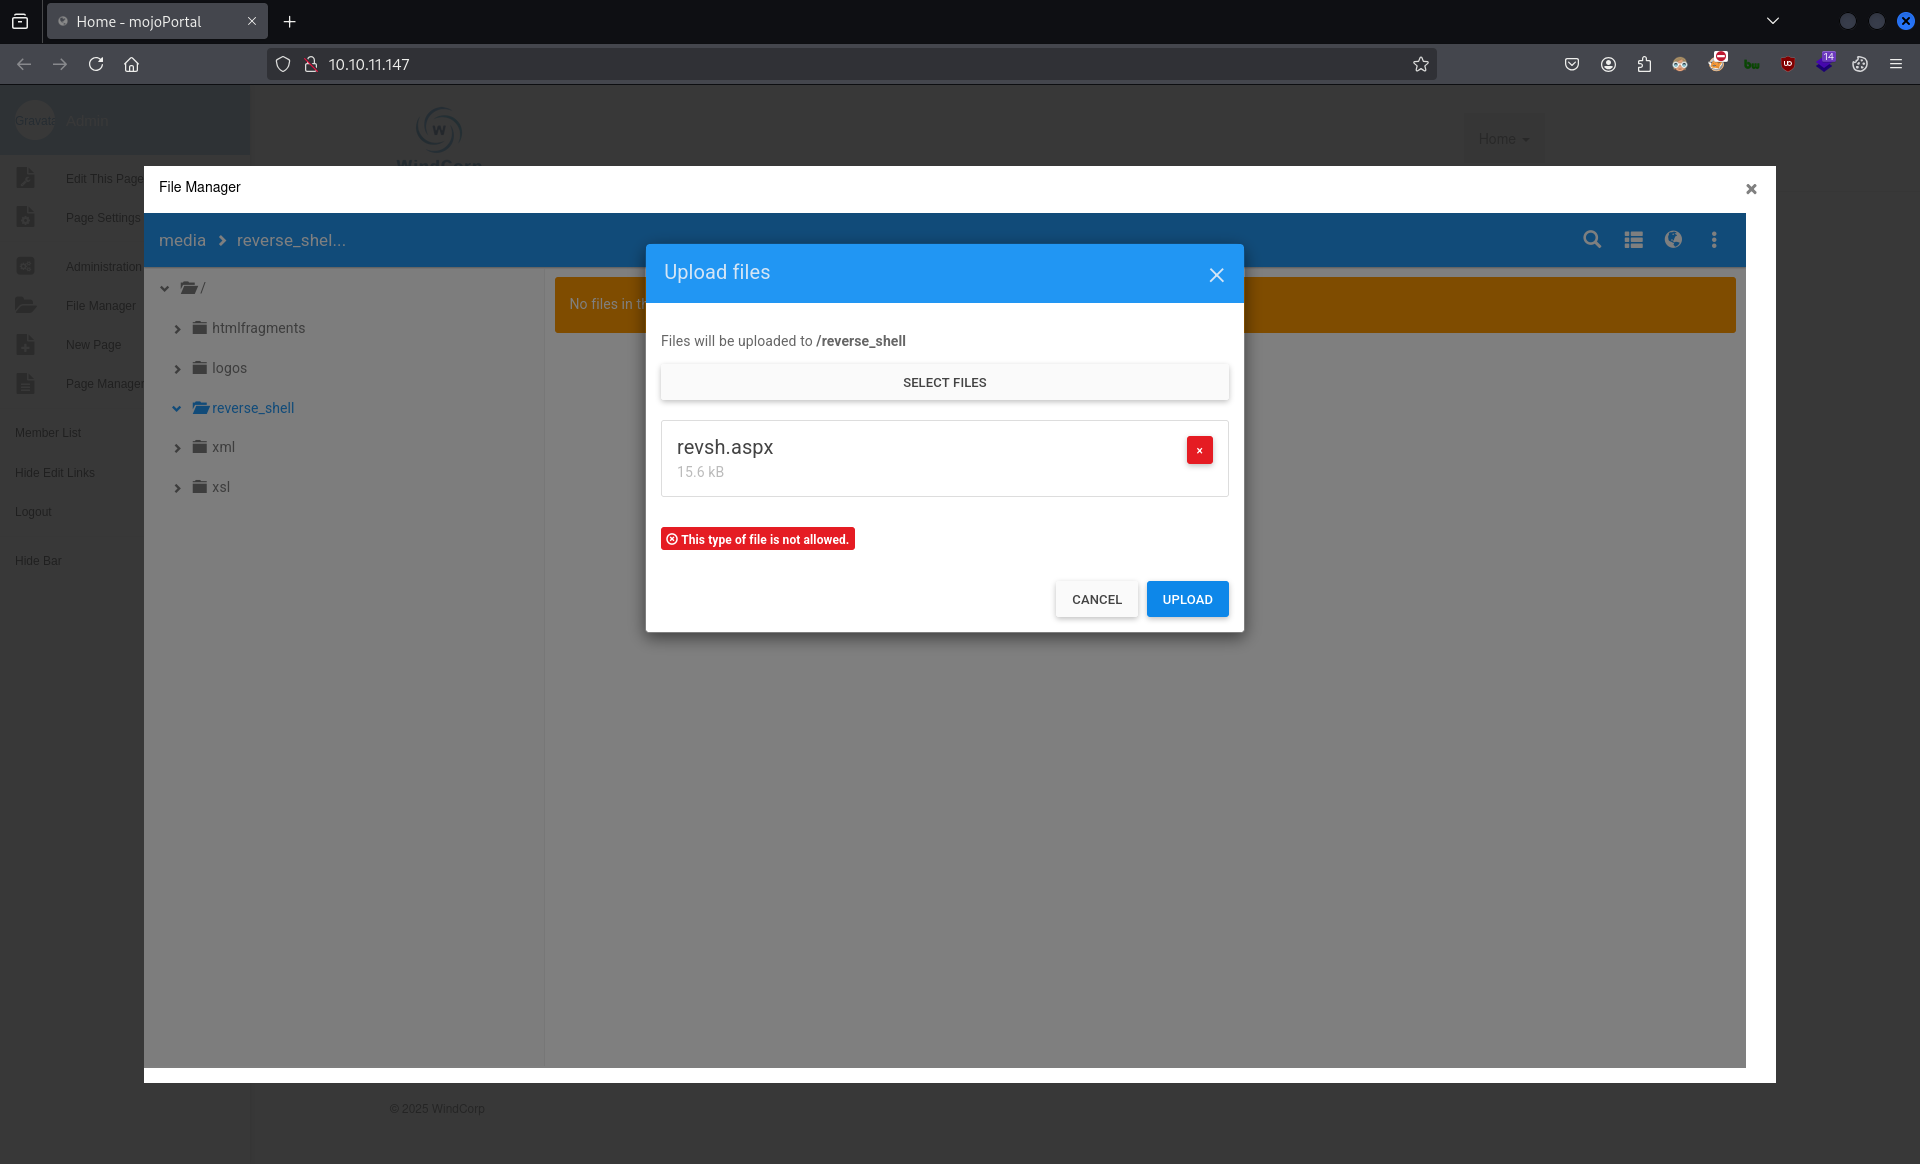 Home - mojoPortal
10.10.11.147
14
Gravata
Admin
W
WindCorp
Home
Edit This Page
Page Settings
Administration
File Manager
New Page
Page Manager
Member List
Hide Edit Links
Logout
Hide Bar
File Manager
media
reverse_shel...
/
htmlfragments
logos
reverse_shell
xml
xsl
No files in th
Upload files
Files will be uploaded to /reverse_shell
SELECT FILES
revsh.aspx
15.6 kB
This type of file is not allowed.
CANCEL
UPLOAD
© 2025 WindCorp